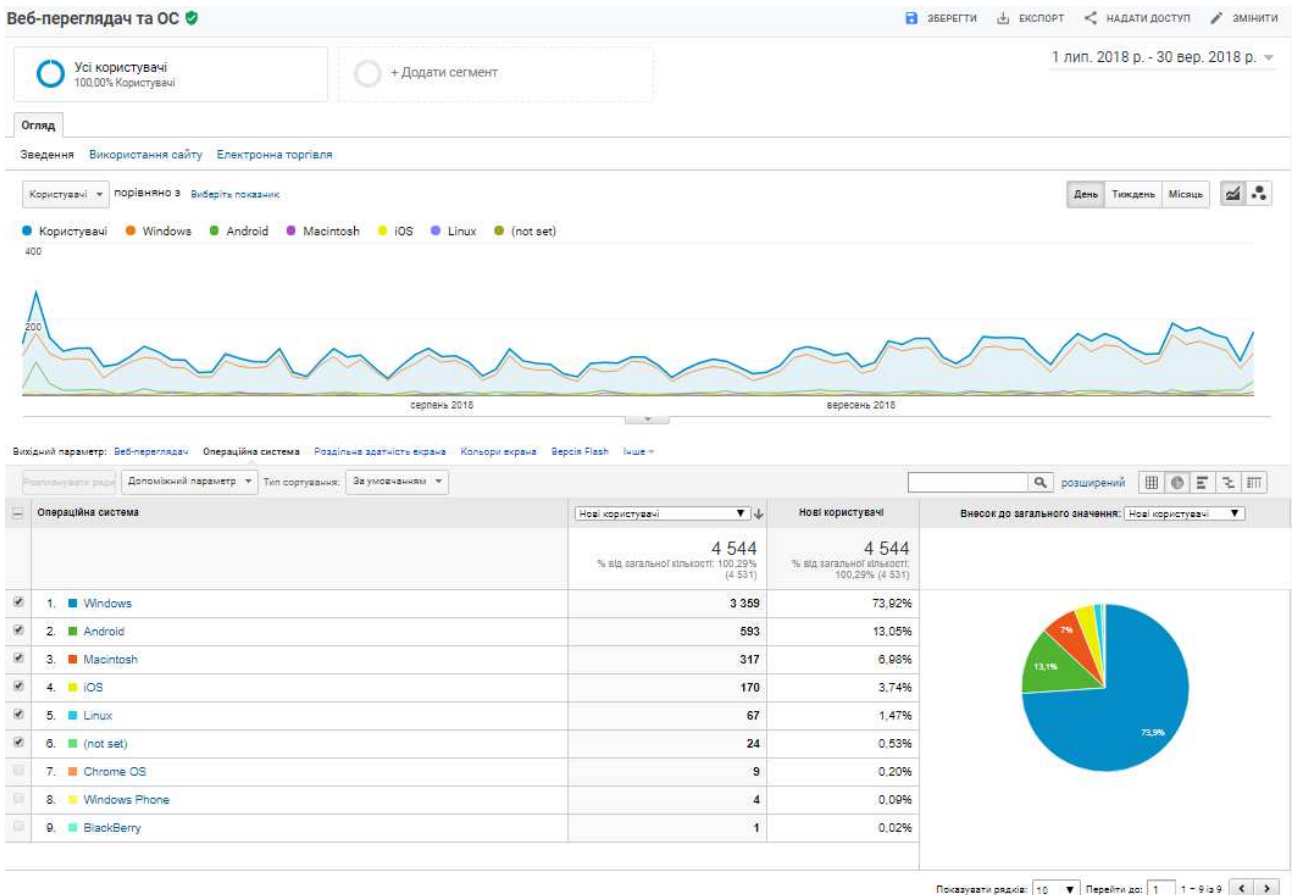 Веб-переглядач та ОС
ЗБЕРЕГТИ ЕКСПОРТ НАДАТИ ДОСТУП ЗМІНИТИ
Усі користувачі
100,00% Користувачі
+ Додати сегмент
1 лип. 2018 р. - 30 вер. 2018 р.
Огляд
Зведення Використання сайту Електронна торгівля
Користувачі порівняно з Виберіть показник
День Тиждень Місяць
Користувачі Windows Android Macintosh iOS Linux (not set)
400
200
серпень 2018 вересень 2018
Вихідний параметр: Веб-переглядач Операційна система Роздільна здатність екрана Кольори екрана Версія Flash Інше
Допоміжний параметр Тип сортування: За умовчанням
розширений
Операційна система Нові користувачі Нові користувачі Внесок до загального значення: Нові користувачі
4 544 4 544
% від загальної кількості: 100,29% % від загальної кількості:
(4 531) 100,29% (4 531)
1. Windows 3 359 73,92%
2. Android 593 13,05%
3. Macintosh 317 6,98%
4. iOS 170 3,74%
5. Linux 67 1,47%
6. (not set) 24 0,53%
7. Chrome OS 9 0,20%
8. Windows Phone 4 0,09%
9. BlackBerry 1 0,02%
7%
13,1%
73,9%
Показувати рядків: 10 Перейти до: 1 1 – 9 із 9